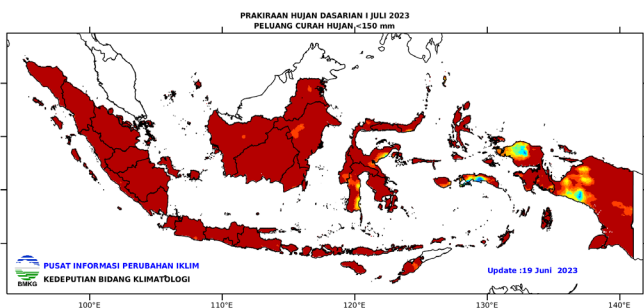 PRAKIRAAN HUJAN DASARIAN I JULI 2023
PELUANG CURAH HUJAN <150 mm
PUSAT INFORMASI PERUBAHAN IKLIM
KEDEPUTIAN BIDANG KLIMATOLOGI
BMKG
Update :19 Juni 2023
100°E 110°E 120°E 130°E 140°E